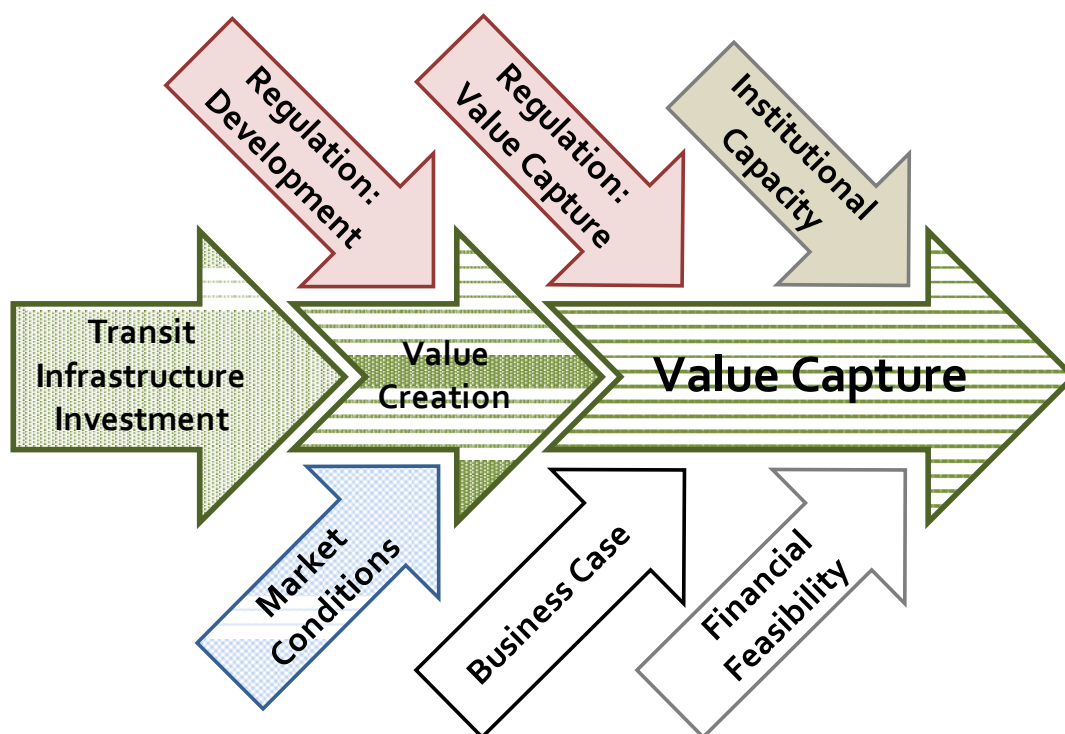 Regulation:
Development
Regulation:
Value Capture
Institutional
Capacity
Transit
Infrastructure
Investment
Value
Creation
Value Capture
Market
Conditions
Business Case
Financial
Feasibility